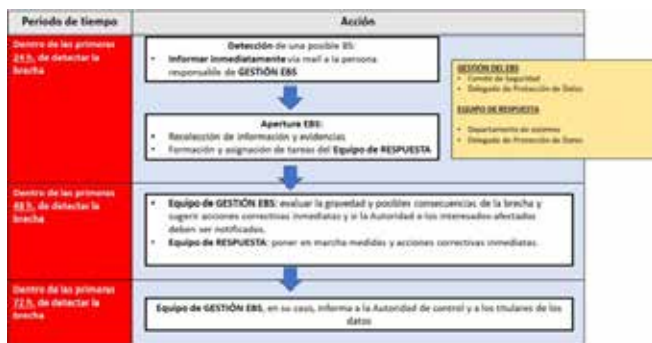 Periodo de tiempo
Acción
Dentro de las primeras
24 h. de detectar la
brecha
Detección de una posible BS:
• Informar inmediatamente vía mail a la persona
responsable de GESTIÓN EBS
GESTIÓN DEL EBS
• Comité de Seguridad
• Delegado de Protección de Datos
EQUIPO DE RESPUESTA
• Departamento de sistemas
• Delegado de Protección de Datos
Apertura EBS:
• Recolección de información y evidencias
• Formación y asignación de tareas del Equipo de RESPUESTA
Dentro de las primeras
48 h. de detectar la
brecha
• Equipo de GESTIÓN EBS: evaluar la gravedad y posibles consecuencias de la brecha y
sugerir acciones correctivas inmediatas y si la Autoridad o los interesados afectados
deben ser notificados.
• Equipo de RESPUESTA: poner en marcha medidas y acciones correctivas inmediatas.
Dentro de las primeras
72 h. de detectar la
brecha
Equipo de GESTIÓN EBS, en su caso, informa a la Autoridad de control y a los titulares de los
datos